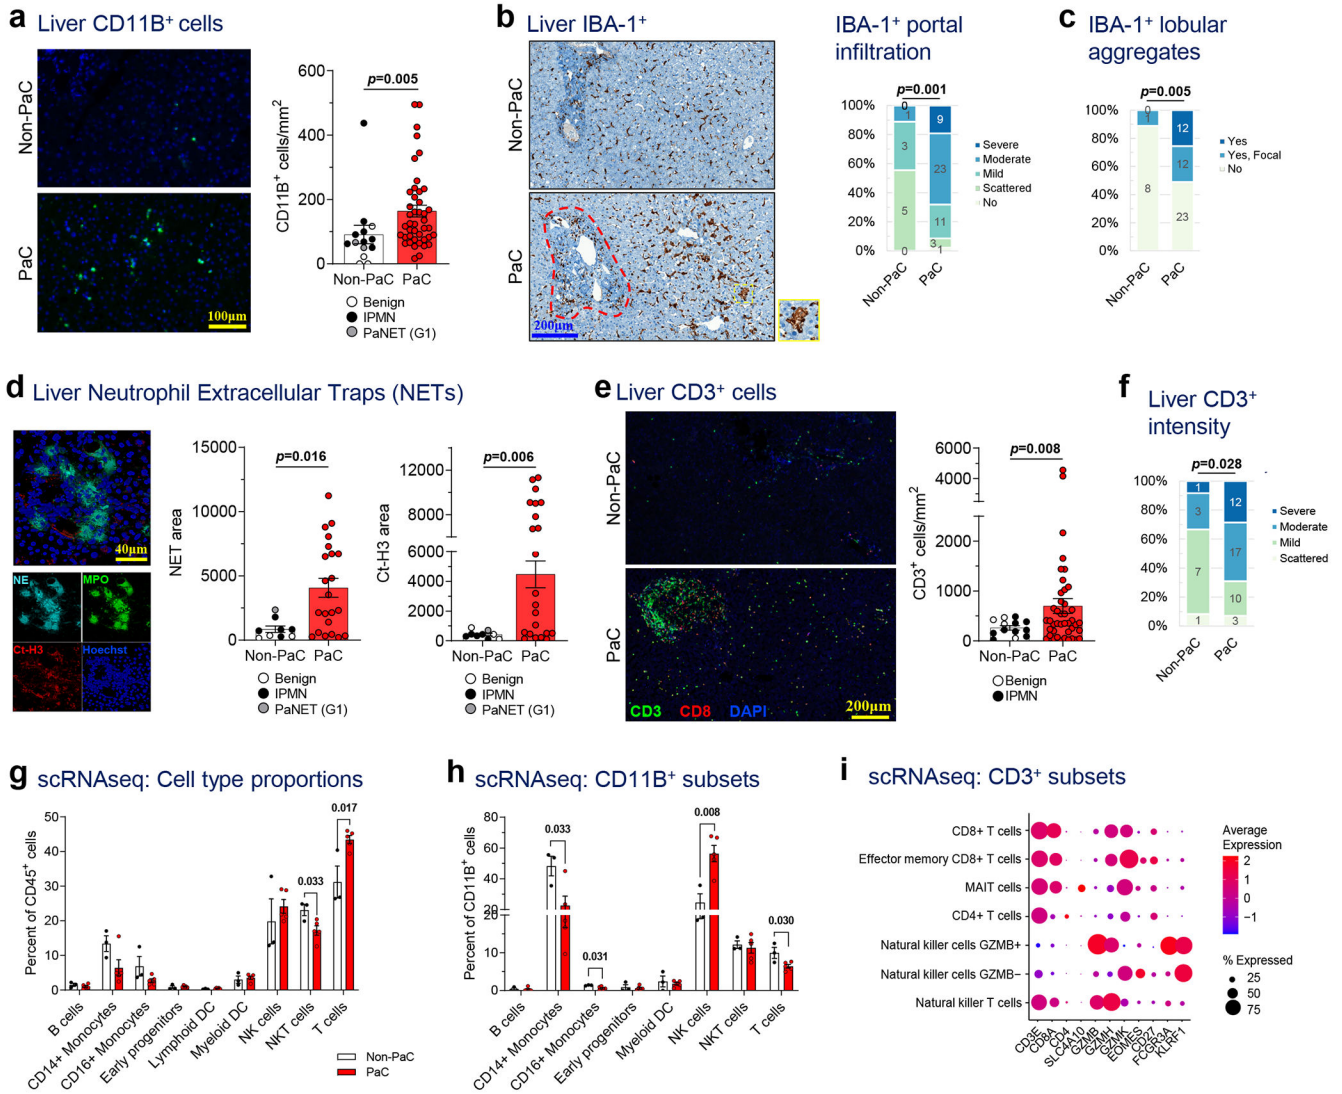 a Liver CD11B⁺ cells
Non-PaC
PaC
100μm
CD11B⁺ cells/mm²
600
400
200
0
p=0.005
Non-PaC PaC
Benign
IPMN
PaNET (G1)
b Liver IBA-1⁺
Non-PaC
PaC
200μm
IBA-1⁺ portal
infiltration
p=0.001
100%
80%
60%
40%
20%
0%
0
1
3
5
0
9
23
11
3
1
Non-PaC
PaC
Severe
Moderate
Mild
Scattered
No
c IBA-1⁺ lobular
aggregates
p=0.005
100%
80%
60%
40%
20%
0%
0
1
8
12
12
23
Non-PaC
PaC
Yes
Yes, Focal
No
d Liver Neutrophil Extracellular Traps (NETs)
40μm
NE
MPO
Ct-H3
Hoechst
NET area
15000
10000
5000
0
p=0.016
Non-PaC PaC
Benign
IPMN
PaNET (G1)
Ct-H3 area
12000
8000
6000
4000
2000
0
p=0.006
Non-PaC PaC
Benign
IPMN
PaNET (G1)
e Liver CD3⁺ cells
Non-PaC
PaC
CD3 CD8 DAPI
200μm
CD3⁺ cells/mm²
6000
4000
2000
1000
0
p=0.008
Non-PaC PaC
Benign
IPMN
f Liver CD3⁺
intensity
p=0.028
100%
80%
60%
40%
20%
0%
1
3
7
1
12
17
10
3
Non-PaC
PaC
Severe
Moderate
Mild
Scattered
g scRNAseq: Cell type proportions
Percent of CD45⁺ cells
50
40
30
20
10
0
0.033
0.017
B cells
CD14+ Monocytes
CD16+ Monocytes
Early progenitors
Lymphoid DC
Myeloid DC
NK cells
NKT cells
T cells
Non-PaC
PaC
h scRNAseq: CD11B⁺ subsets
Percent of CD11B⁺ cells
80
60
40
20
20
10
0
0.033
0.031
0.008
0.030
B cells
CD14+ Monocytes
CD16+ Monocytes
Early progenitors
Myeloid DC
NK cells
NKT cells
T cells
i scRNAseq: CD3⁺ subsets
CD8+ T cells
Effector memory CD8+ T cells
MAIT cells
CD4+ T cells
Natural killer cells GZMB+
Natural killer cells GZMB−
Natural killer T cells
CD3E
CD8A
CD4
SLC4A10
GZMB
GZMH
GZMK
EOMES
CD27
FCGR3A
KLRF1
Average
Expression
2
1
0
−1
% Expressed
25
50
75